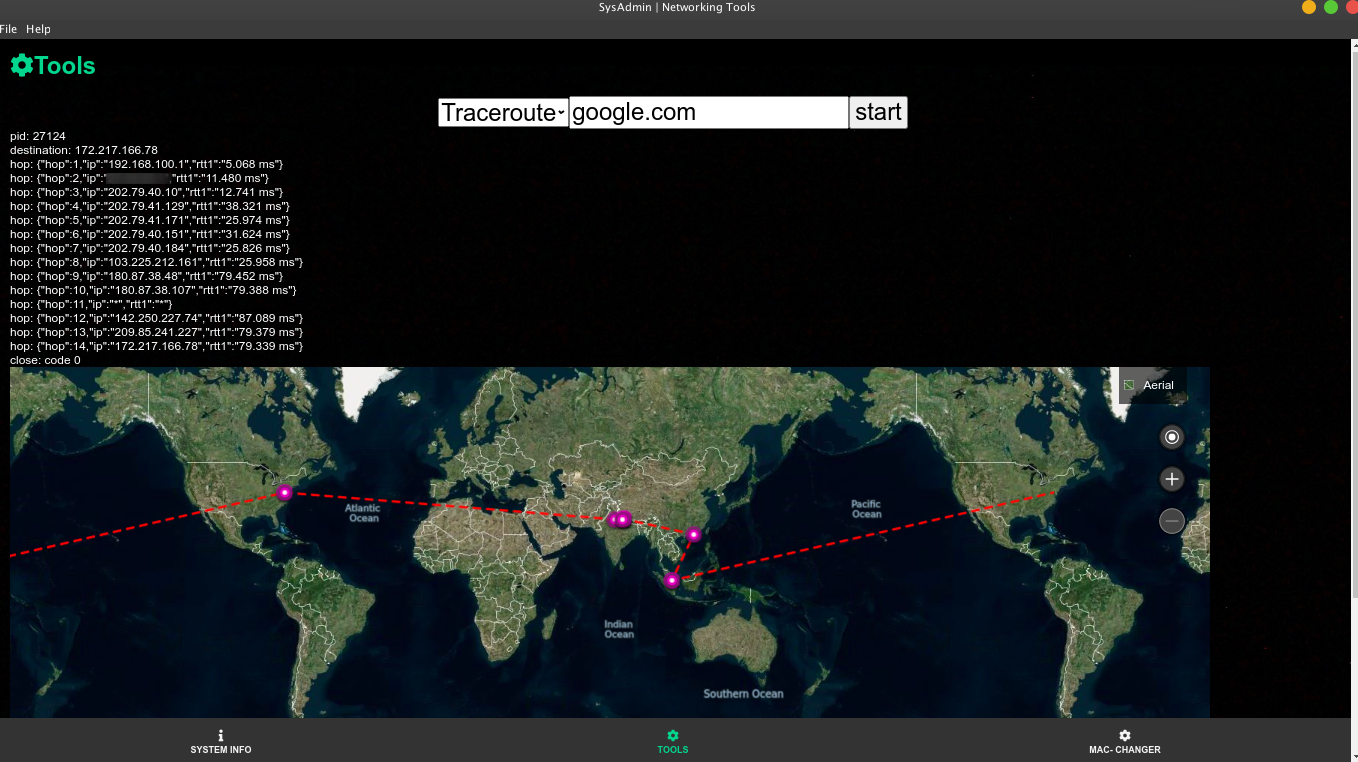 SysAdmin | Networking Tools
File Help
Tools
Traceroute google.com start
pid: 27124
destination: 172.217.166.78
hop: {"hop":1,"ip":"192.168.100.1","rtt1":"5.068 ms"}
hop: {"hop":2,"ip":" ,"rtt1":"11.480 ms"}
hop: {"hop":3,"ip":"202.79.40.10","rtt1":"12.741 ms"}
hop: {"hop":4,"ip":"202.79.41.129","rtt1":"38.321 ms"}
hop: {"hop":5,"ip":"202.79.41.171","rtt1":"25.974 ms"}
hop: {"hop":6,"ip":"202.79.40.151","rtt1":"31.624 ms"}
hop: {"hop":7,"ip":"202.79.40.184","rtt1":"25.826 ms"}
hop: {"hop":8,"ip":"103.225.212.161","rtt1":"25.958 ms"}
hop: {"hop":9,"ip":"180.87.38.48","rtt1":"79.452 ms"}
hop: {"hop":10,"ip":"180.87.38.107","rtt1":"79.388 ms"}
hop: {"hop":11,"ip":"*","rtt1":"*"}
hop: {"hop":12,"ip":"142.250.227.74","rtt1":"87.089 ms"}
hop: {"hop":13,"ip":"209.85.241.227","rtt1":"79.379 ms"}
hop: {"hop":14,"ip":"172.217.166.78","rtt1":"79.339 ms"}
close: code 0
Aerial
Atlantic
Ocean
Pacific
Ocean
Indian
Ocean
Southern Ocean
SYSTEM INFO
TOOLS
MAC- CHANGER